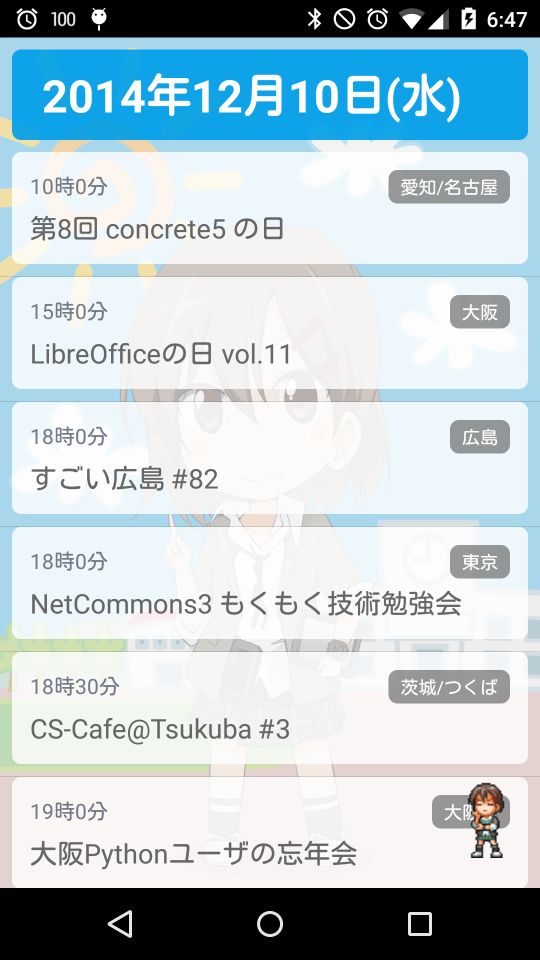 100 6:47
2014年12月10日(水)
10時0分 愛知/名古屋
第8回 concrete5 の日
15時0分 大阪
LibreOfficeの日 vol.11
18時0分 広島
すごい広島 #82
18時0分 東京
NetCommons3 もくもく技術勉強会
18時30分 茨城/つくば
CS-Cafe@Tsukuba #3
19時0分 大阪
大阪Pythonユーザの忘年会